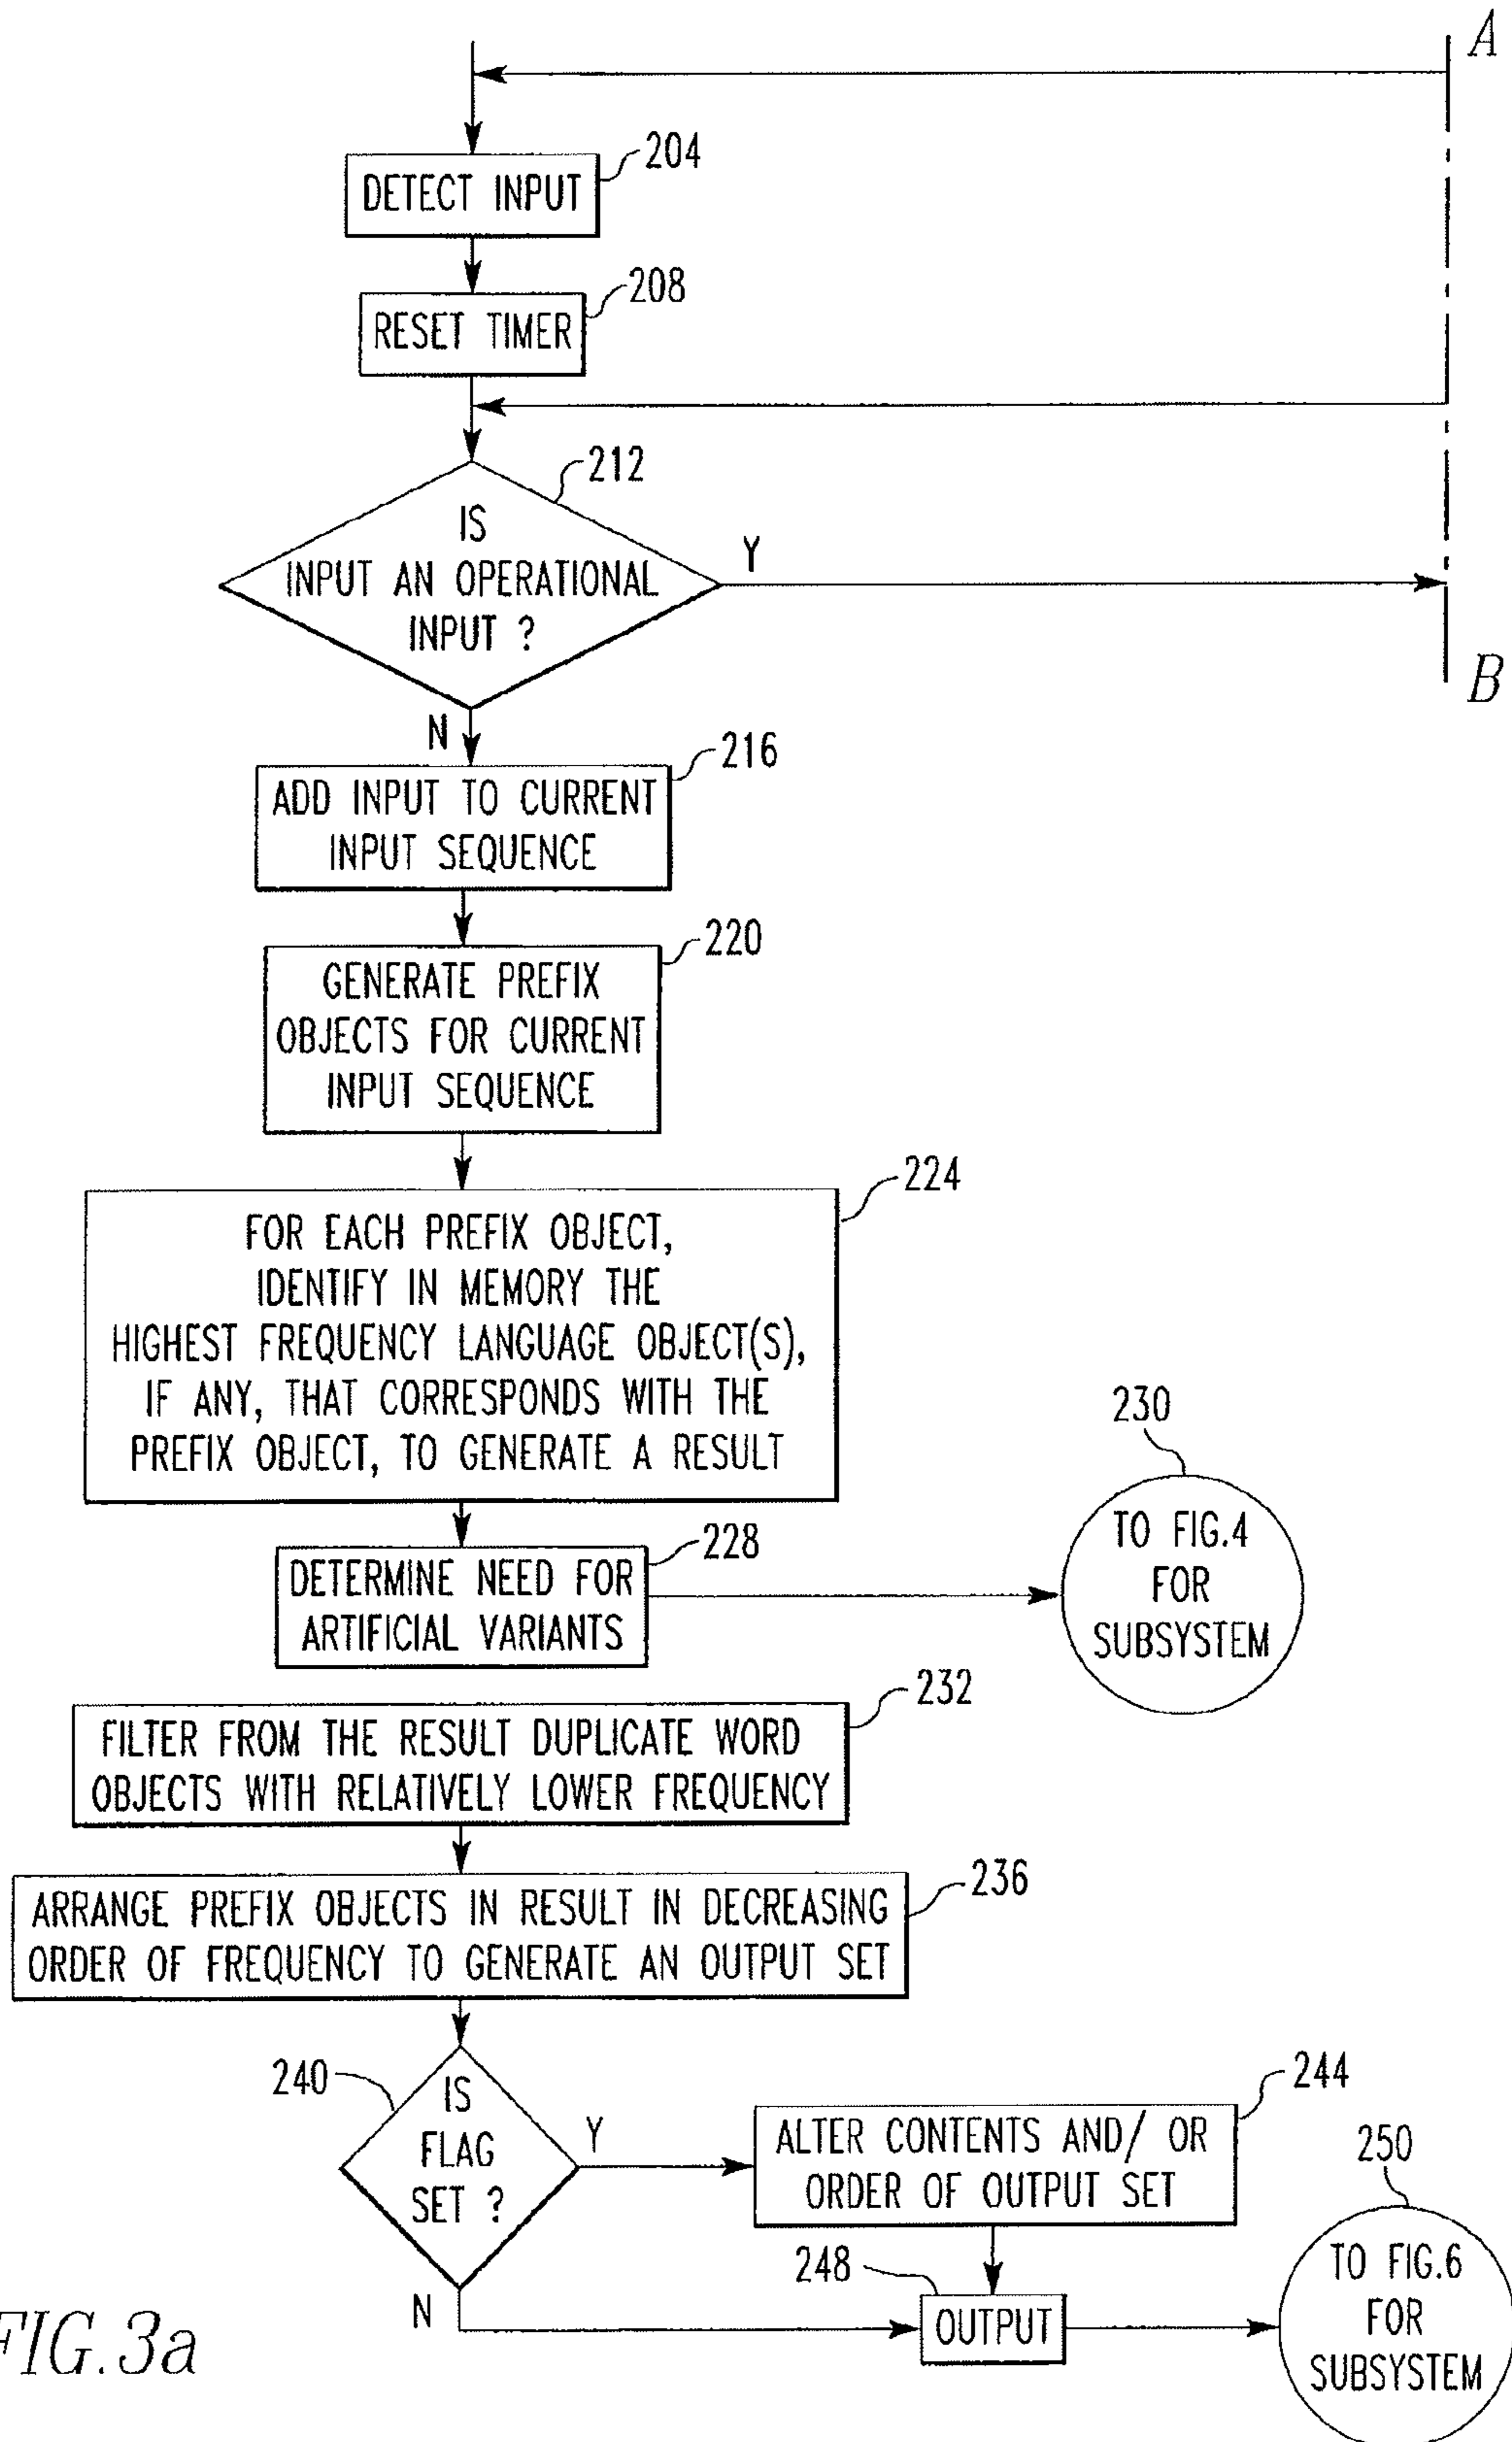 A
204
DETECT INPUT
208
RESET TIMER
212
IS
INPUT AN OPERATIONAL
INPUT ?
Y
B
N
216
ADD INPUT TO CURRENT
INPUT SEQUENCE
220
GENERATE PREFIX
OBJECTS FOR CURRENT
INPUT SEQUENCE
224
FOR EACH PREFIX OBJECT,
IDENTIFY IN MEMORY THE
HIGHEST FREQUENCY LANGUAGE OBJECT(S),
IF ANY, THAT CORRESPONDS WITH THE
PREFIX OBJECT, TO GENERATE A RESULT
228
DETERMINE NEED FOR
ARTIFICIAL VARIANTS
230
TO FIG.4
FOR
SUBSYSTEM
232
FILTER FROM THE RESULT DUPLICATE WORD
OBJECTS WITH RELATIVELY LOWER FREQUENCY
236
ARRANGE PREFIX OBJECTS IN RESULT IN DECREASING
ORDER OF FREQUENCY TO GENERATE AN OUTPUT SET
240
IS
FLAG
SET ?
Y
N
244
ALTER CONTENTS AND/ OR
ORDER OF OUTPUT SET
248
OUTPUT
250
TO FIG.6
FOR
SUBSYSTEM
FIG.3a